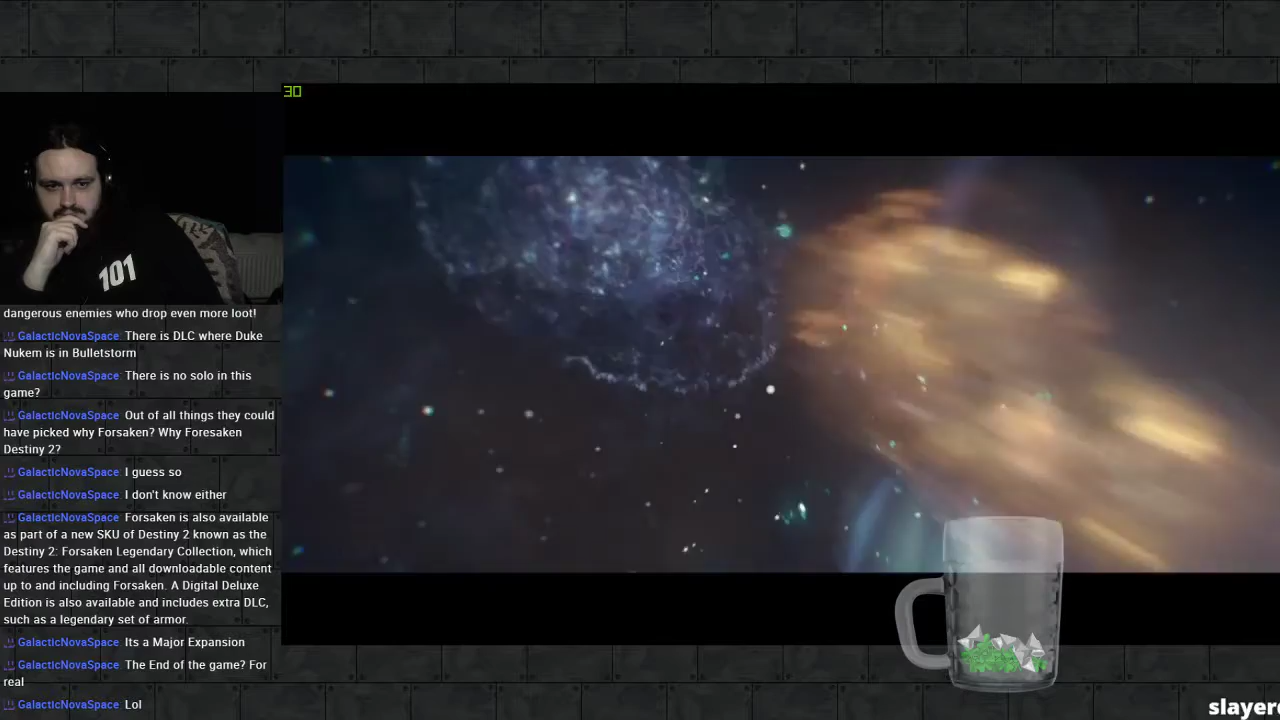 30
101
dangerous enemies who drop even more loot!
GalacticNovaSpace: There is DLC where Duke
Nukem is in Bulletstorm
GalacticNovaSpace: There is no solo in this
game?
GalacticNovaSpace: Out of all things they could
have picked why Forsaken? Why Foresaken
Destiny 2?
GalacticNovaSpace: I guess so
GalacticNovaSpace: I don't know either
GalacticNovaSpace: Forsaken is also available
as part of a new SKU of Destiny 2 known as the
Destiny 2: Forsaken Legendary Collection, which
features the game and all downloadable content
up to and including Forsaken. A Digital Deluxe
Edition is also available and includes extra DLC,
such as a legendary set of armor.
GalacticNovaSpace: Its a Major Expansion
GalacticNovaSpace: The End of the game? For
real
GalacticNovaSpace: Lol